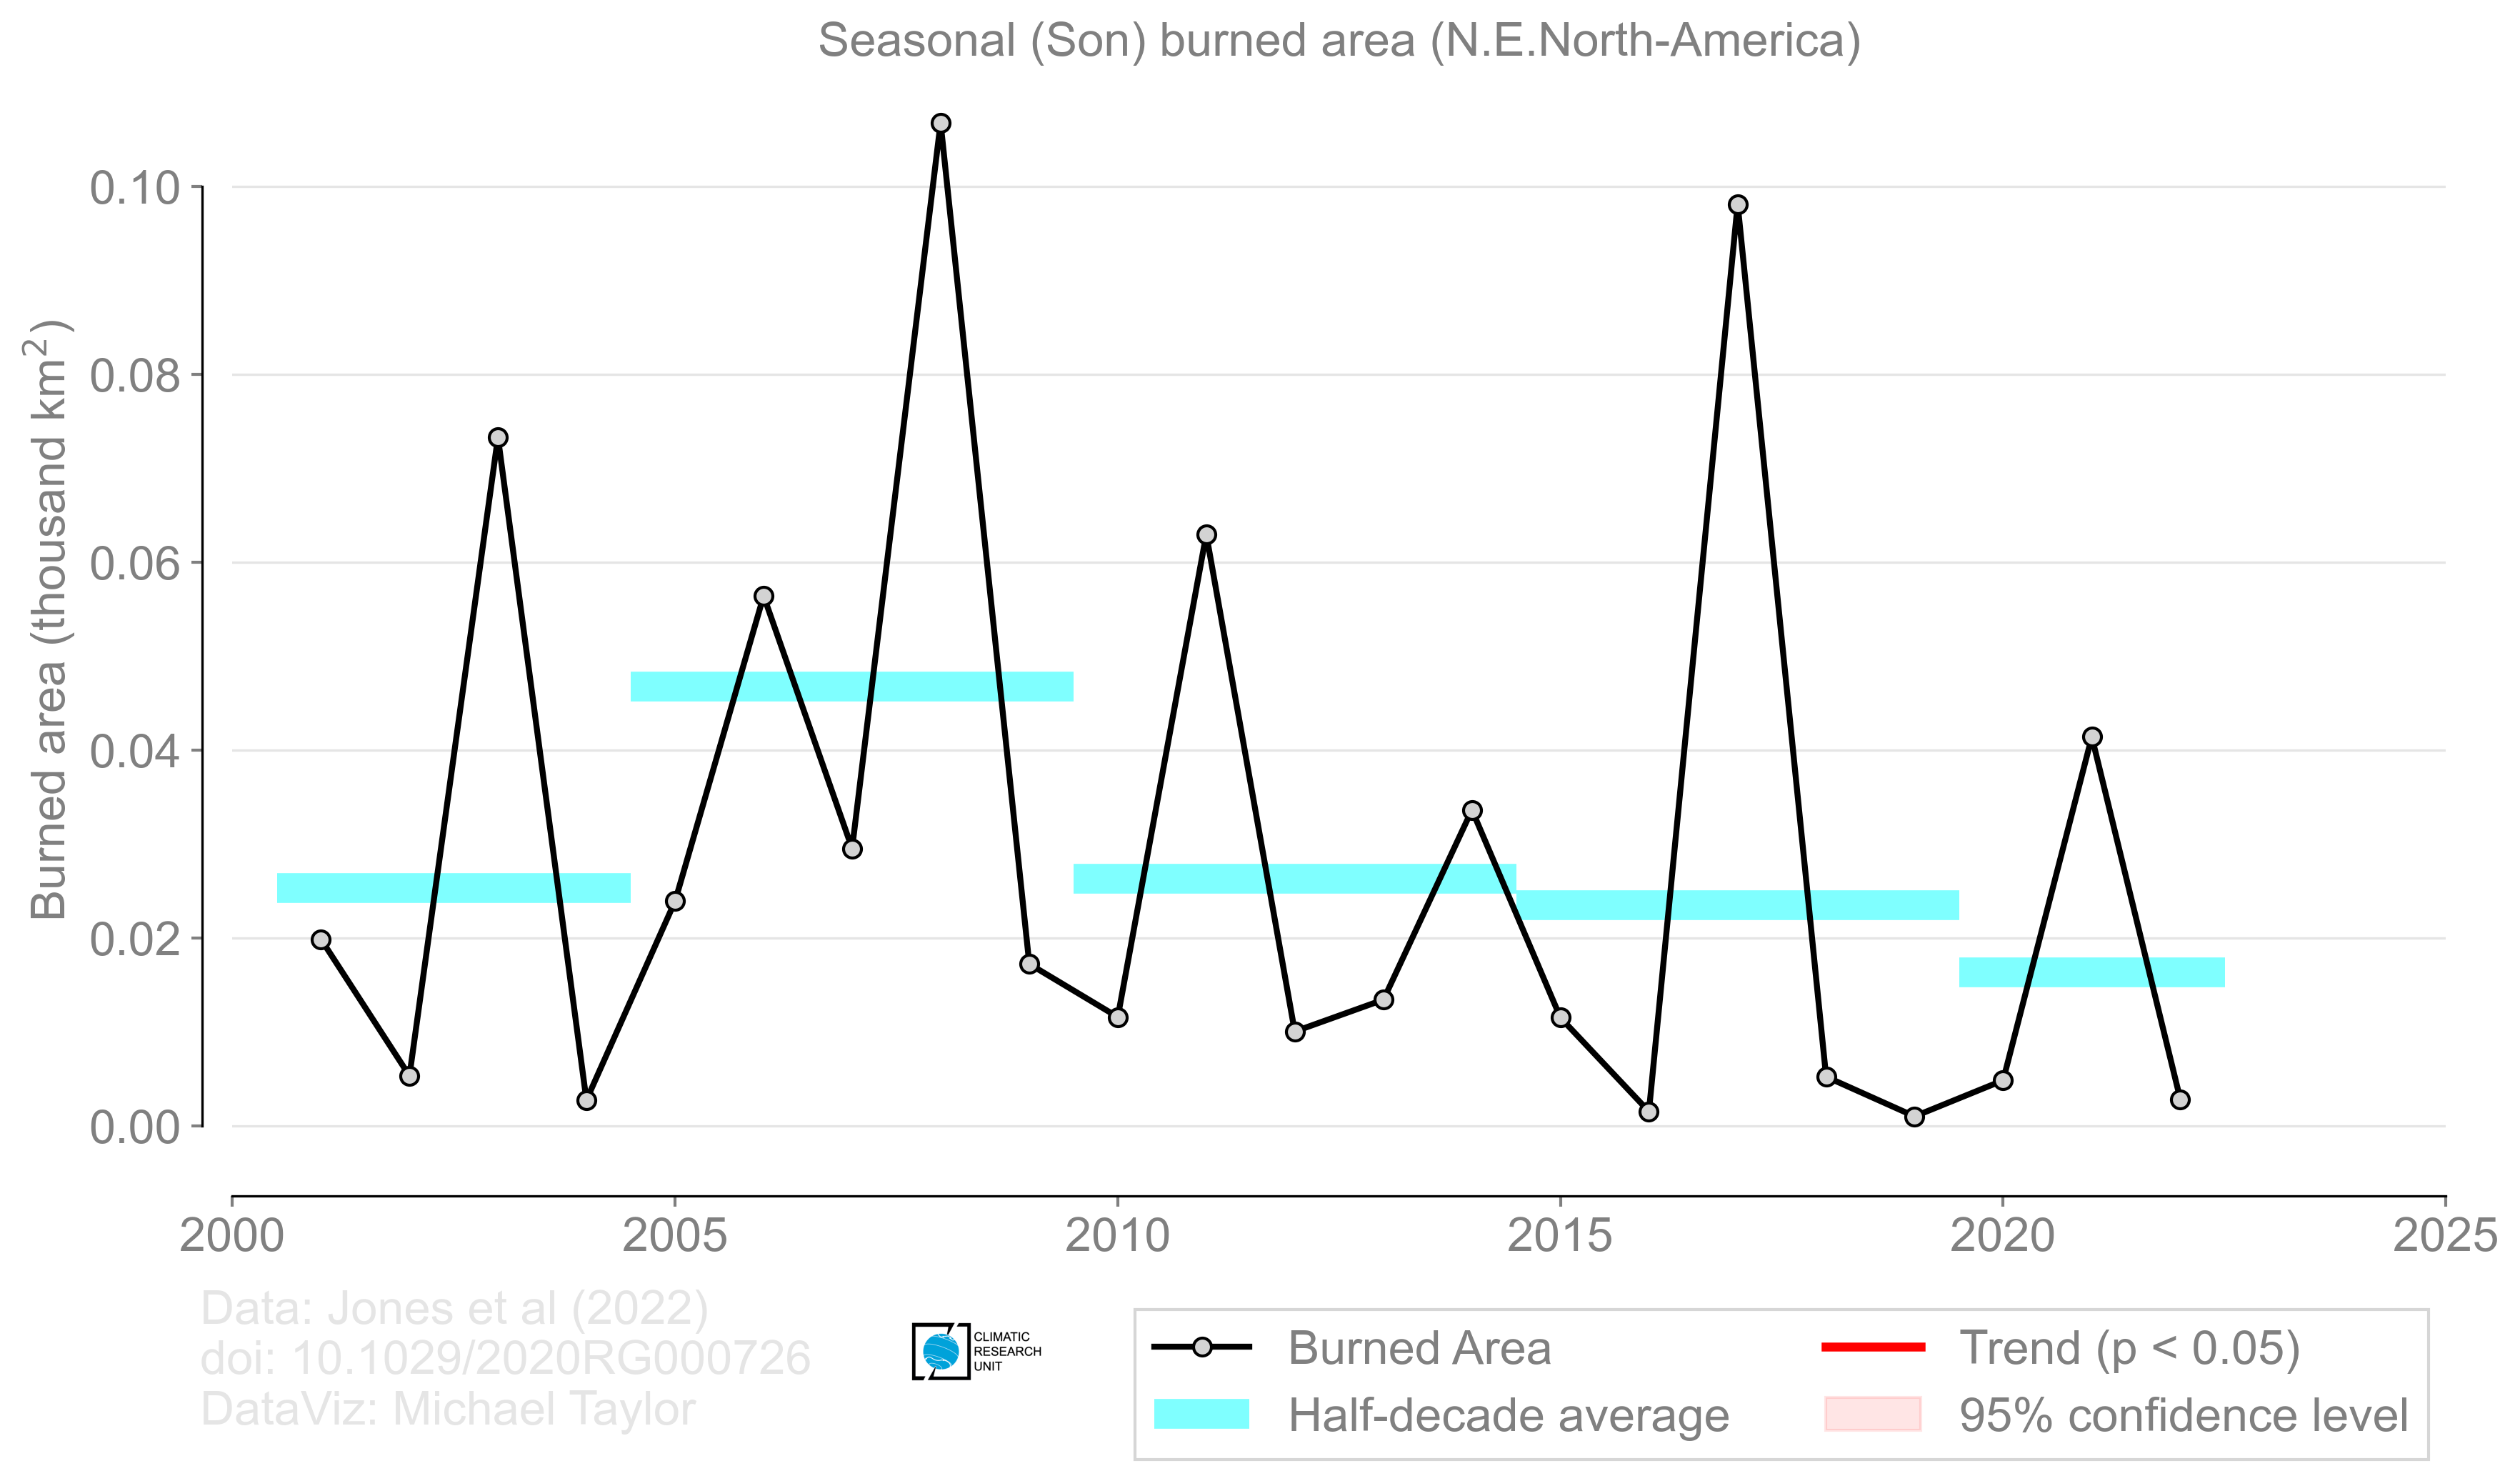 Seasonal (Son) burned area (N.E.North-America)
Burned area (thousand km²)
0.10
0.08
0.06
0.04
0.02
0.00
2000 2005 2010 2015 2020 2025
Data: Jones et al (2022)
doi: 10.1029/2020RG000726
DataViz: Michael Taylor
CLIMATIC
RESEARCH
UNIT
Burned Area
Half-decade average
Trend (p < 0.05)
95% confidence level